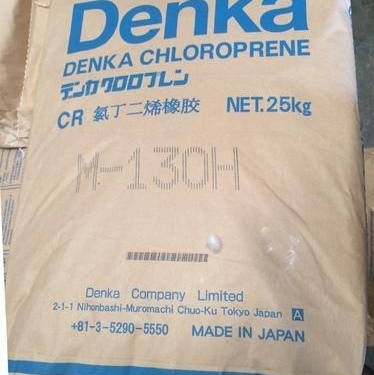 Denka
DENKA CHLOROPRENE
デンカクロロプレン
CR 氯丁二烯橡胶 NET.25kg
M-130H
Denka Company Limited
2-1-1 Nihonbashi-Muromachi Chuo-Ku Tokyo Japan A
+81-3-5290-5550 MADE IN JAPAN